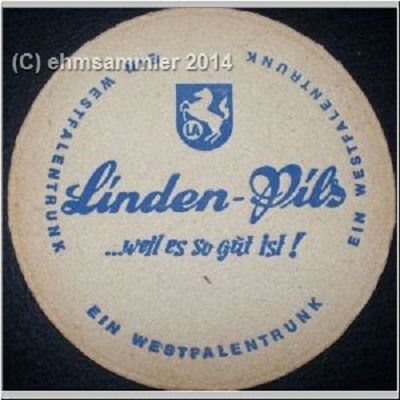 (C) ehmsammler 2014
EIN WESTFALENTRUNK
EIN WESTFALENTRUNK
LA
Linden-Pils
...weil es so gut ist!
EIN WESTFALENTRUNK